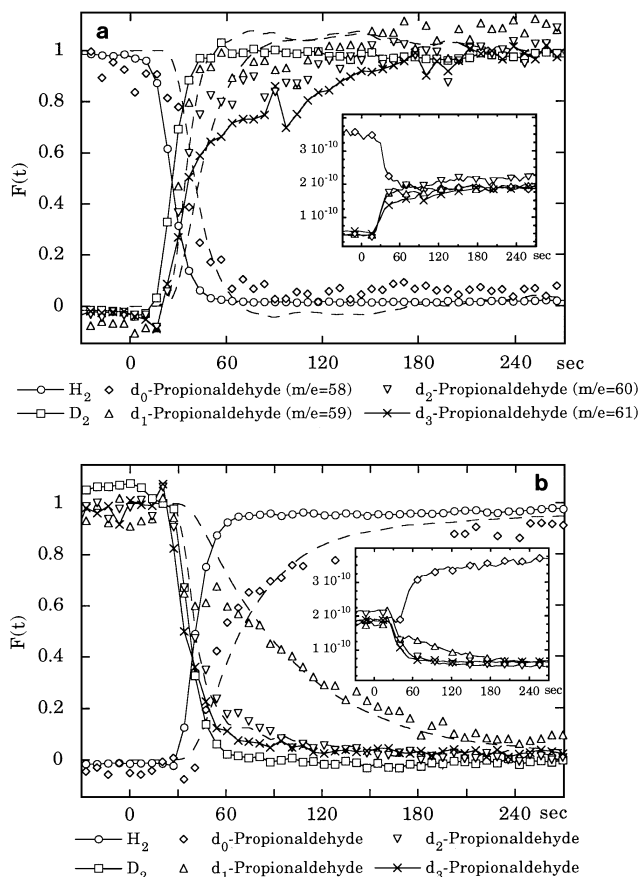 a
F(t)
1
0.8
0.6
0.4
0.2
0
3 10⁻¹⁰
2 10⁻¹⁰
1 10⁻¹⁰
0 60 120 180 240 sec
0 60 120 180 240 sec
H₂ d₀-Propionaldehyde (m/e=58) d₂-Propionaldehyde (m/e=60)
D₂ d₁-Propionaldehyde (m/e=59) d₃-Propionaldehyde (m/e=61)
b
F(t)
1
0.8
0.6
0.4
0.2
0
3 10⁻¹⁰
2 10⁻¹⁰
1 10⁻¹⁰
0 60 120 180 240 sec
0 60 120 180 240 sec
H₂ d₀-Propionaldehyde d₂-Propionaldehyde
D₂ d₁-Propionaldehyde d₃-Propionaldehyde